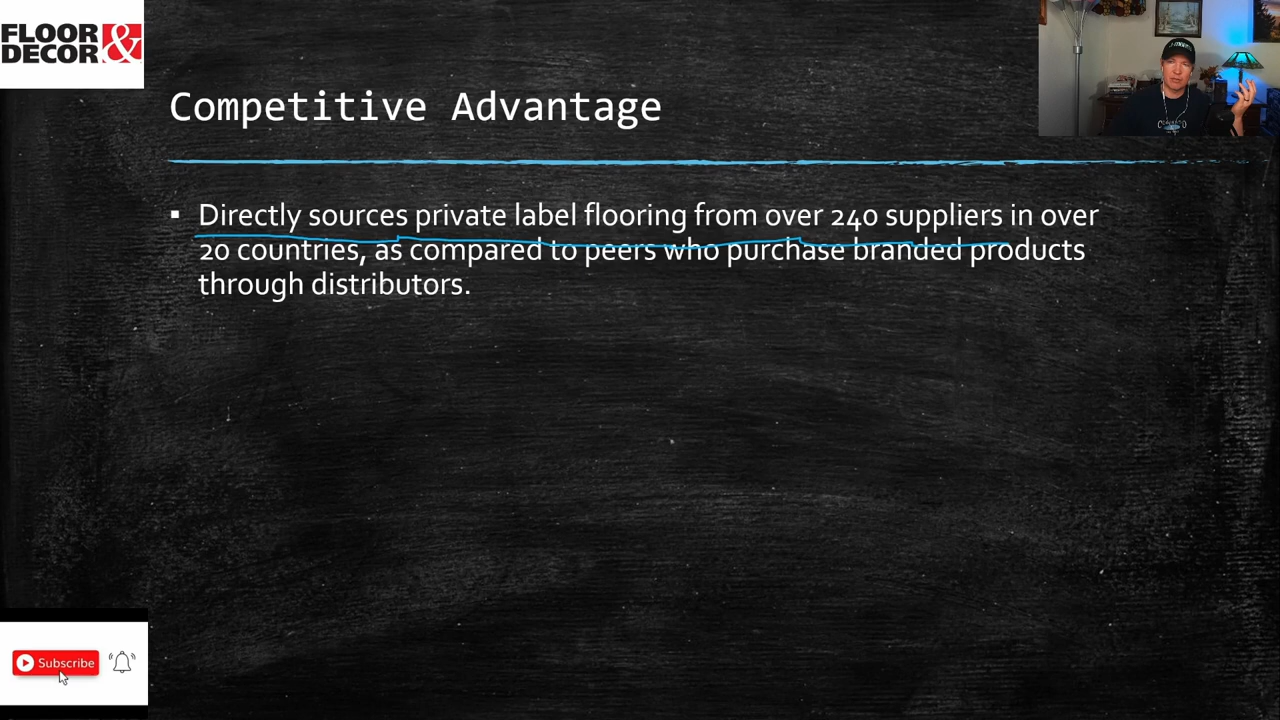 FLOOR
DECOR &
Competitive Advantage
▪ Directly sources private label flooring from over 240 suppliers in over
20 countries, as compared to peers who purchase branded products
through distributors.
Subscribe